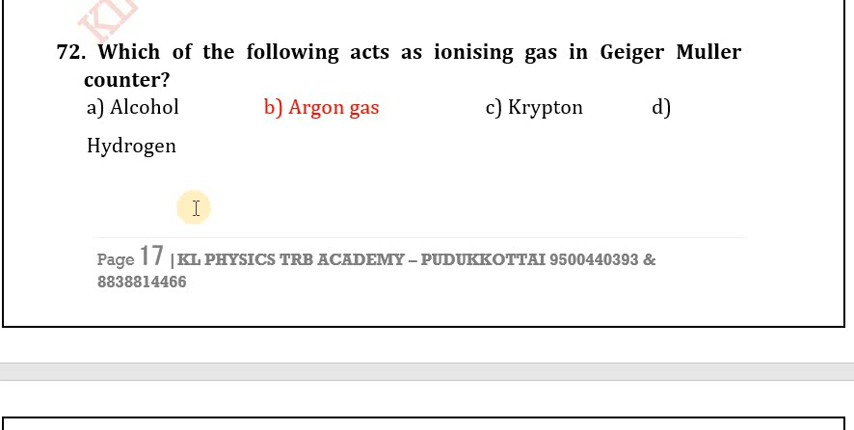 KL
72. Which of the following acts as ionising gas in Geiger Muller
counter?
a) Alcohol b) Argon gas c) Krypton d)
Hydrogen
Page 17 | KL PHYSICS TRB ACADEMY – PUDUKKOTTAI 9500440393 &
8838814466